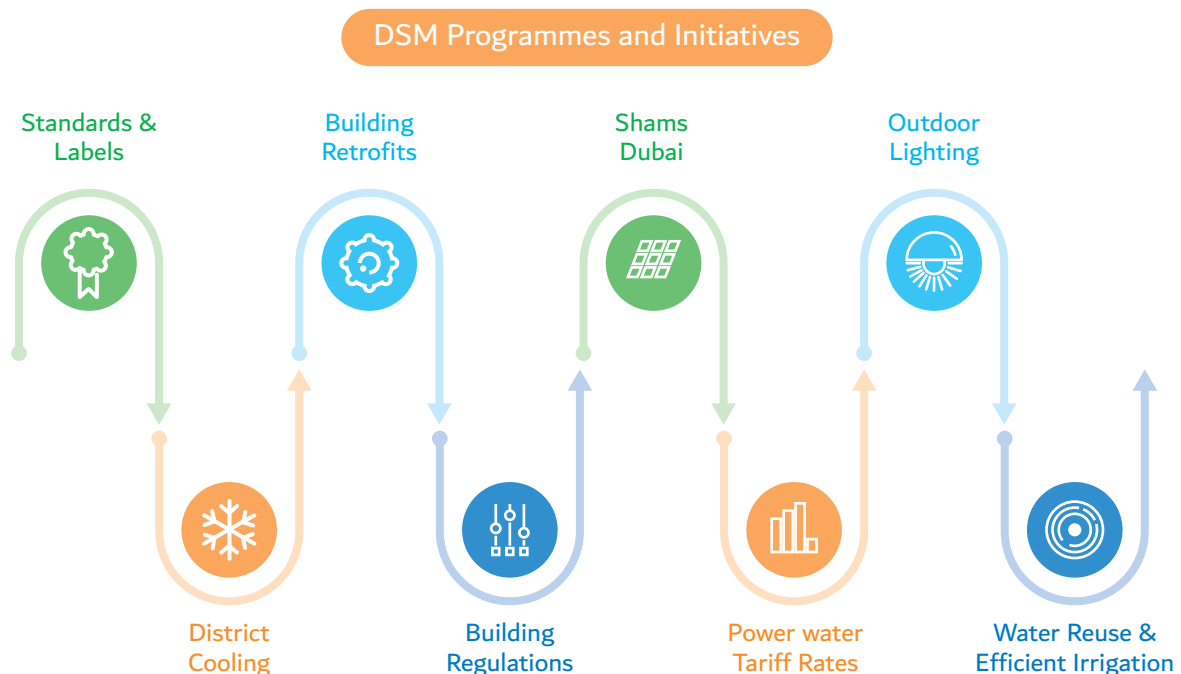 DSM Programmes and Initiatives
Standards &
Labels
Building
Retrofits
Shams
Dubai
Outdoor
Lighting
District
Cooling
Building
Regulations
Power water
Tariff Rates
Water Reuse &
Efficient Irrigation